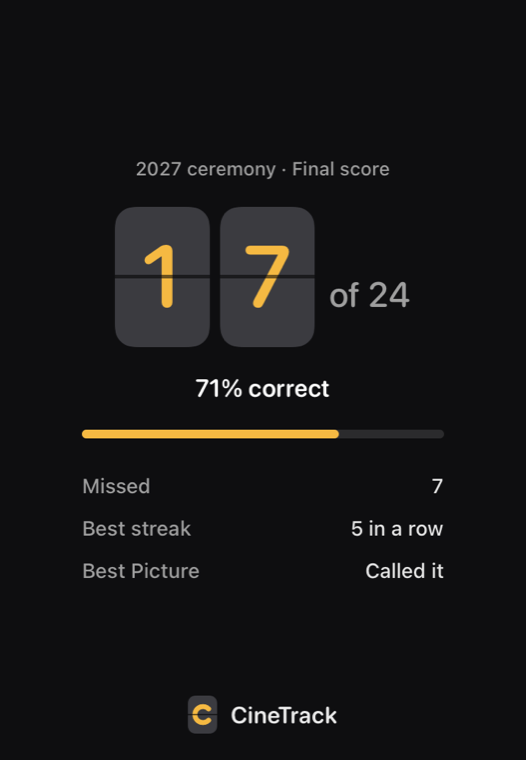 2027 ceremony · Final score
17 of 24
71% correct
Missed 7
Best streak 5 in a row
Best Picture Called it
C CineTrack